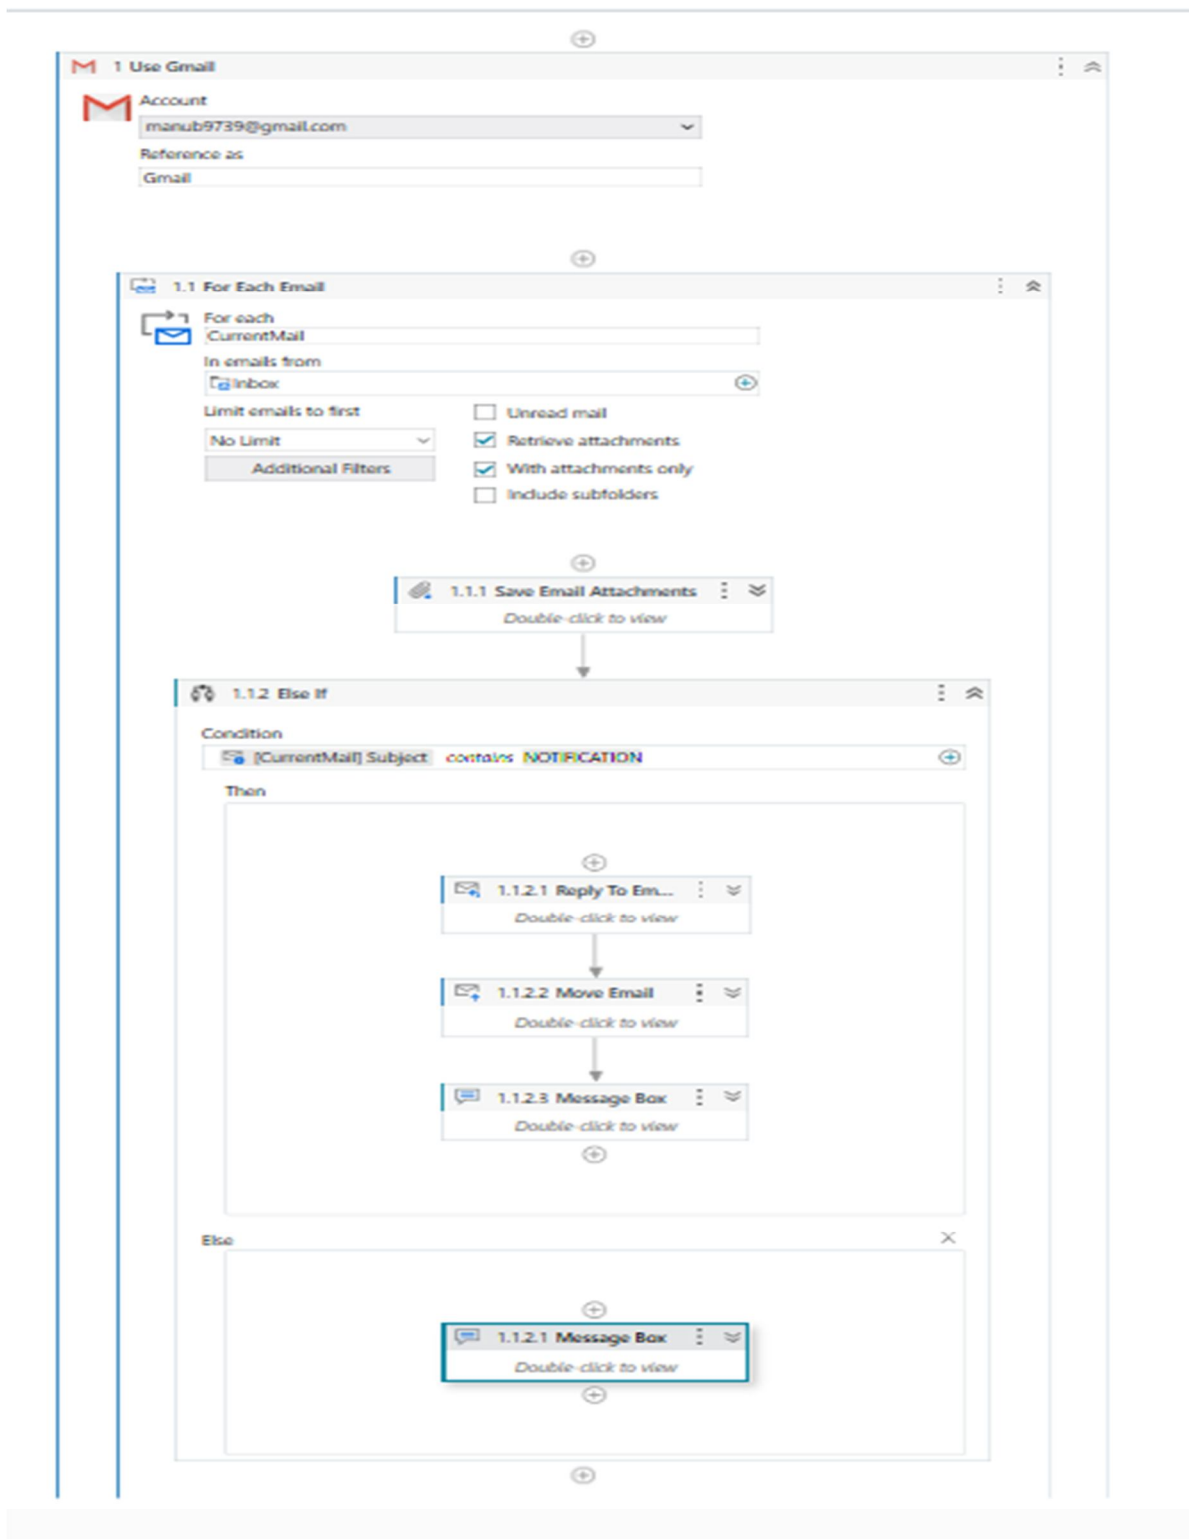 1 Use Gmail
Account
manub9739@gmail.com
Reference as
Gmail
1.1 For Each Email
For each
CurrentMail
In emails from
Inbox
Limit emails to first
Unread mail
No Limit
Retrieve attachments
Additional Filters
With attachments only
Include subfolders
1.1.1 Save Email Attachments
Double-click to view
1.1.2 Else If
Condition
[CurrentMail] Subject contains NOTIFICATION
Then
1.1.2.1 Reply To Em...
Double-click to view
1.1.2.2 Move Email
Double-click to view
1.1.2.3 Message Box
Double-click to view
Else
1.1.2.1 Message Box
Double-click to view